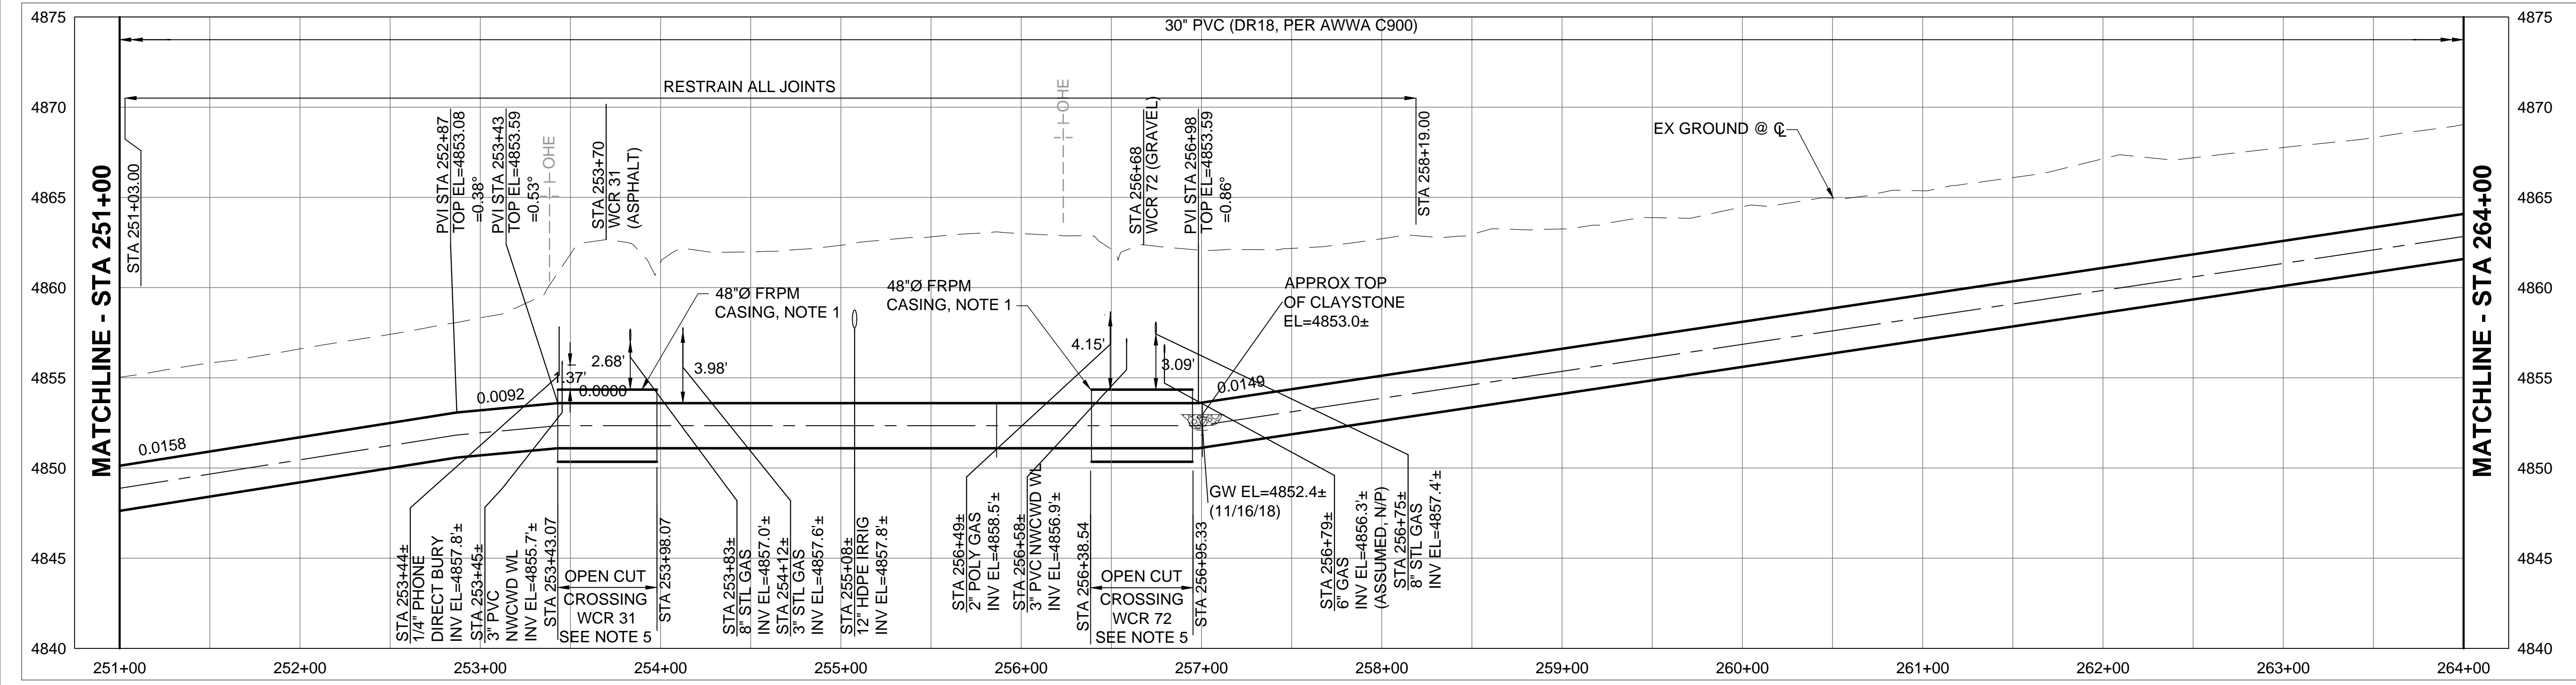 4875
4870
4865
4860
4855
4850
4845
4840
4875
4870
4865
4860
4855
4850
4845
4840
30" PVC (DR18, PER AWWA C900)
RESTRAIN ALL JOINTS
MATCHLINE - STA 251+00
STA 251+03.00
PVI STA 252+87
TOP EL=4853.08
=0.38°
PVI STA 253+43
TOP EL=4853.59
=0.53°
OHE
STA 253+70
WCR 31
(ASPHALT)
OHE
STA 256+68
WCR 72 (GRAVEL)
PVI STA 256+98
TOP EL=4853.59
=0.86°
STA 258+19.00
EX GROUND @ CL
MATCHLINE - STA 264+00
48"Ø FRPM
CASING, NOTE 1
48"Ø FRPM
CASING, NOTE 1
APPROX TOP
OF CLAYSTONE
EL=4853.0±
2.68'
1.37'
3.98'
4.15'
3.09'
0.0158
0.0092
0.0000
0.0149
GW EL=4852.4±
(11/16/18)
STA 253+44±
1/4" PHONE
DIRECT BURY
INV EL=4857.8'±
STA 253+45±
3" PVC
NWCWD WL
INV EL=4855.7'±
STA 253+43.07
OPEN CUT
CROSSING
WCR 31
SEE NOTE 5
STA 253+98.07
STA 253+83±
8" STL GAS
INV EL=4857.0'±
STA 254+12±
3" STL GAS
INV EL=4857.6'±
STA 255+08±
12" HDPE IRRIG
INV EL=4857.8'±
STA 256+49±
2" POLY GAS
INV EL=4858.5'±
STA 256+58±
3" PVC NWCWD WL
INV EL=4856.9'±
STA 256+38.54
OPEN CUT
CROSSING
WCR 72
SEE NOTE 5
STA 256+95.33
STA 256+79±
6" GAS
INV EL=4856.3'±
(ASSUMED, N/P)
STA 256+75±
8" STL GAS
INV EL=4857.4'±
251+00
252+00
253+00
254+00
255+00
256+00
257+00
258+00
259+00
260+00
261+00
262+00
263+00
264+00